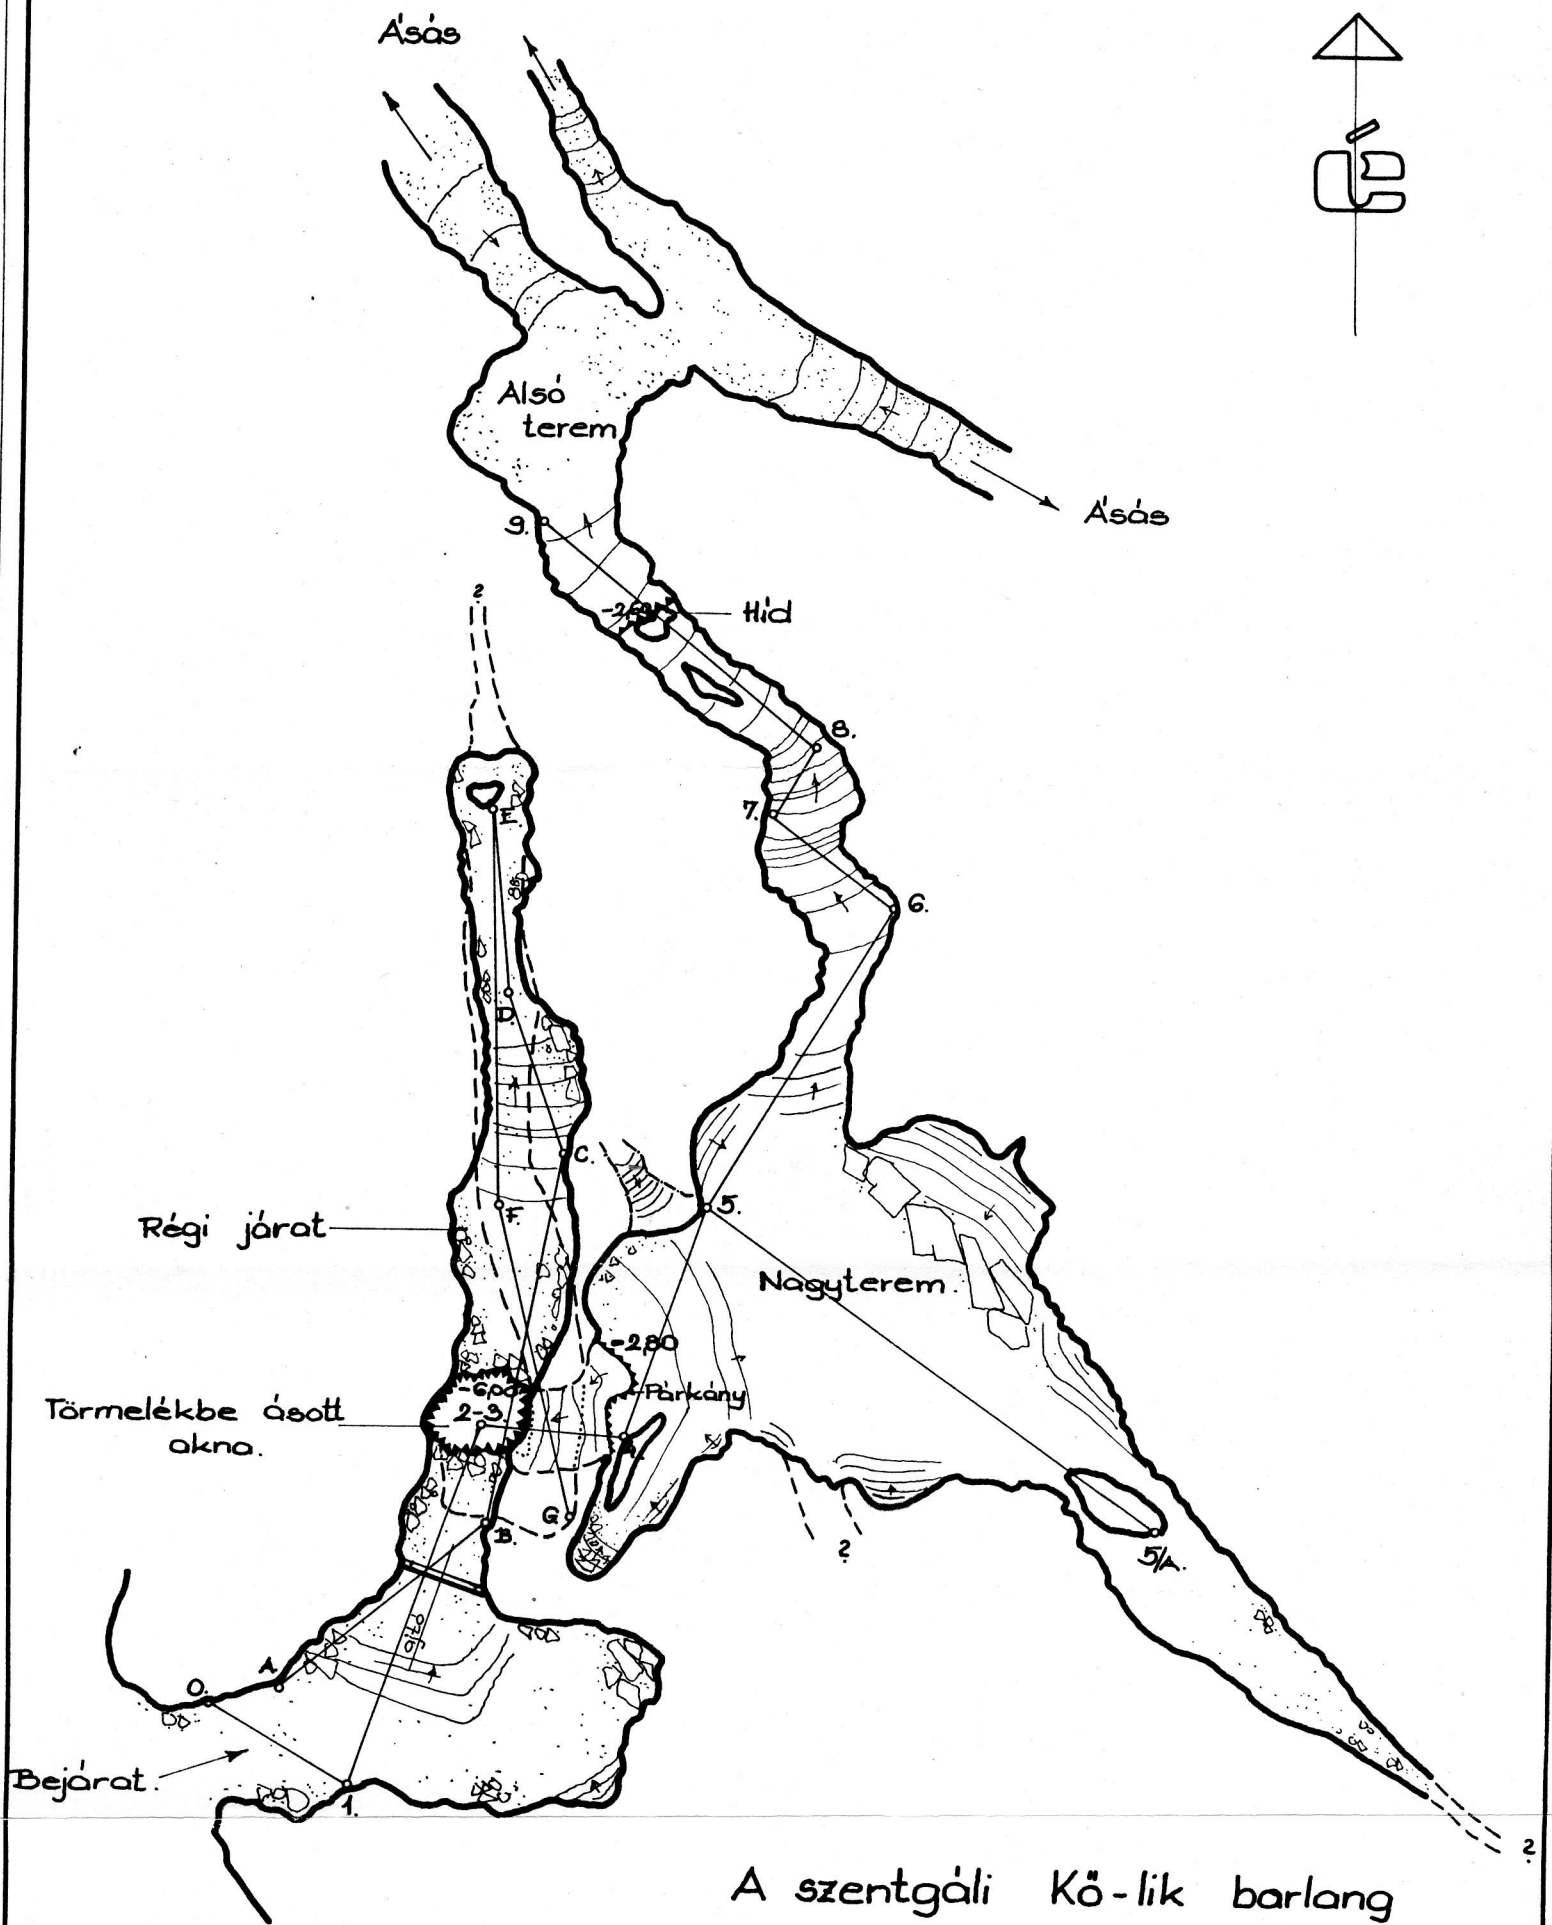 Ásás
É
Alsó
terem
Ásás
9.
?
Híd
8.
7.
E.
6.
D.
C.
5.
F.
Régi járat
Nagyterem.
-2,80
-6,00
Párkány
Törmelékbe ásott
akna.
2-3.
G.
B.
?
5/A.
A.
0.
Bejárat.
1.
?
A szentgáli Kő-lik barlang